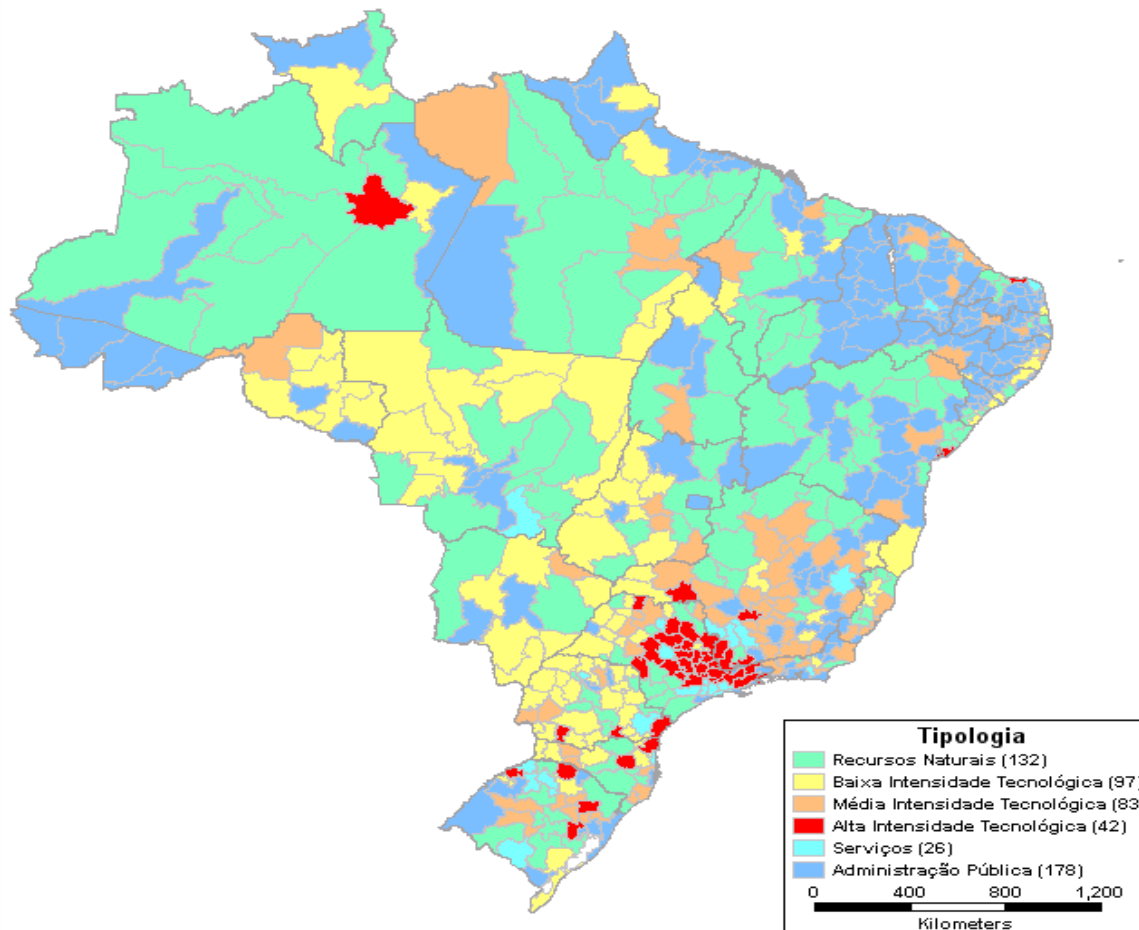 Tipologia
Recursos Naturais (132)
Baixa Intensidade Tecnológica (97)
Média Intensidade Tecnológica (83
Alta Intensidade Tecnológica (42)
Serviços (26)
Administração Pública (178)
0 400 800 1,200
Kilometers